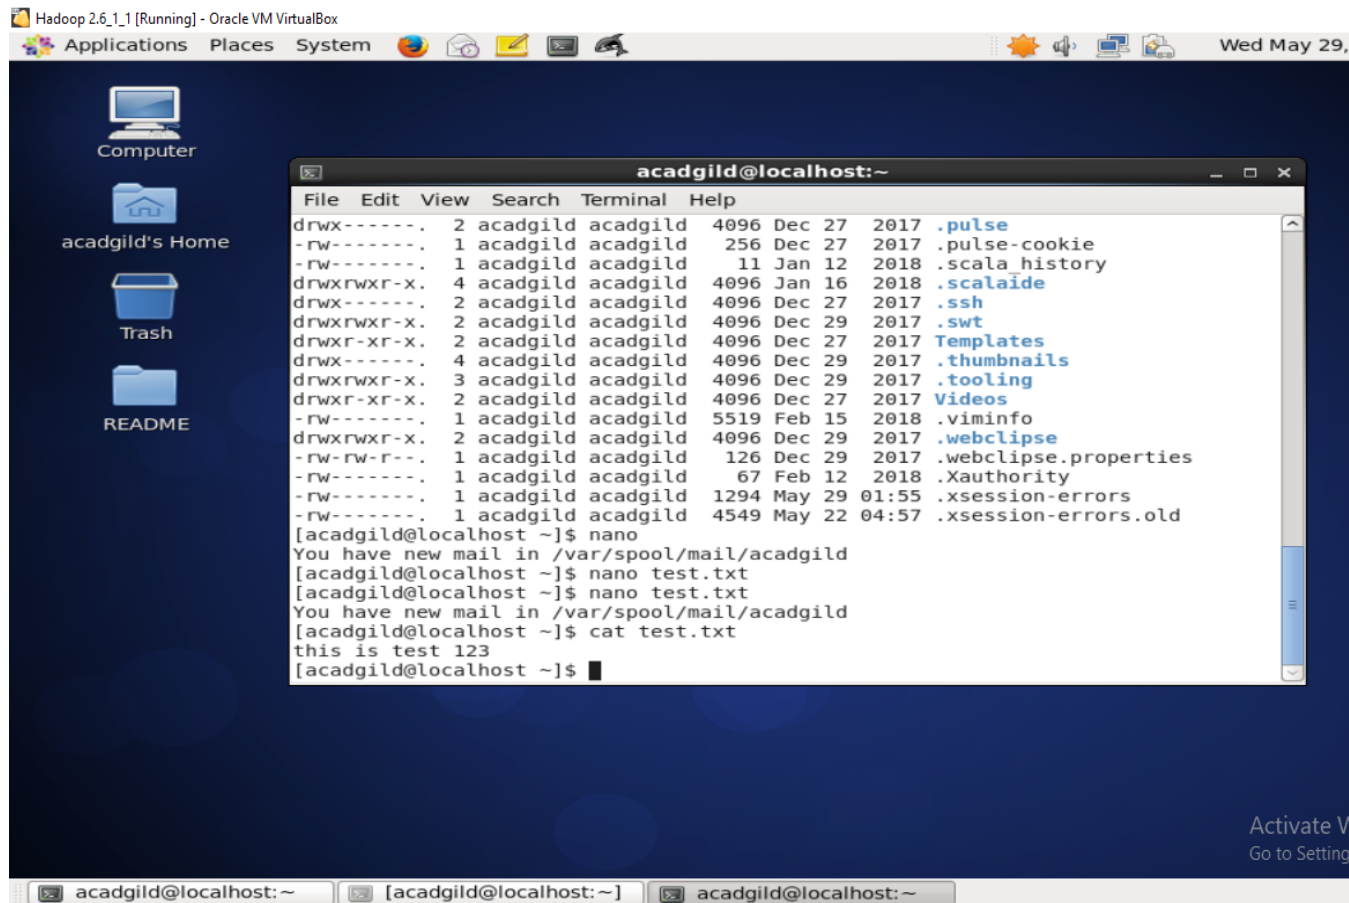 Hadoop 2.6_1_1 [Running] - Oracle VM VirtualBox
Applications Places System Wed May 29,
Computer
acadgild's Home
Trash
README
acadgild@localhost:~
File Edit View Search Terminal Help
drwx------. 2 acadgild acadgild 4096 Dec 27 2017 .pulse
-rw-------. 1 acadgild acadgild 256 Dec 27 2017 .pulse-cookie
-rw-------. 1 acadgild acadgild 11 Jan 12 2018 .scala_history
drwxrwxr-x. 4 acadgild acadgild 4096 Jan 16 2018 .scalaide
drwx------. 2 acadgild acadgild 4096 Dec 27 2017 .ssh
drwxrwxr-x. 2 acadgild acadgild 4096 Dec 29 2017 .swt
drwxr-xr-x. 2 acadgild acadgild 4096 Dec 27 2017 Templates
drwx------. 4 acadgild acadgild 4096 Dec 29 2017 .thumbnails
drwxrwxr-x. 3 acadgild acadgild 4096 Dec 29 2017 .tooling
drwxr-xr-x. 2 acadgild acadgild 4096 Dec 27 2017 Videos
-rw-------. 1 acadgild acadgild 5519 Feb 15 2018 .viminfo
drwxrwxr-x. 2 acadgild acadgild 4096 Dec 29 2017 .webclipse
-rw-rw-r--. 1 acadgild acadgild 126 Dec 29 2017 .webclipse.properties
-rw-------. 1 acadgild acadgild 67 Feb 12 2018 .Xauthority
-rw-------. 1 acadgild acadgild 1294 May 29 01:55 .xsession-errors
-rw-------. 1 acadgild acadgild 4549 May 22 04:57 .xsession-errors.old
[acadgild@localhost ~]$ nano
You have new mail in /var/spool/mail/acadgild
[acadgild@localhost ~]$ nano test.txt
[acadgild@localhost ~]$ nano test.txt
You have new mail in /var/spool/mail/acadgild
[acadgild@localhost ~]$ cat test.txt
this is test 123
[acadgild@localhost ~]$
Activate
Go to Setting
acadgild@localhost:~ [acadgild@localhost:~] acadgild@localhost:~